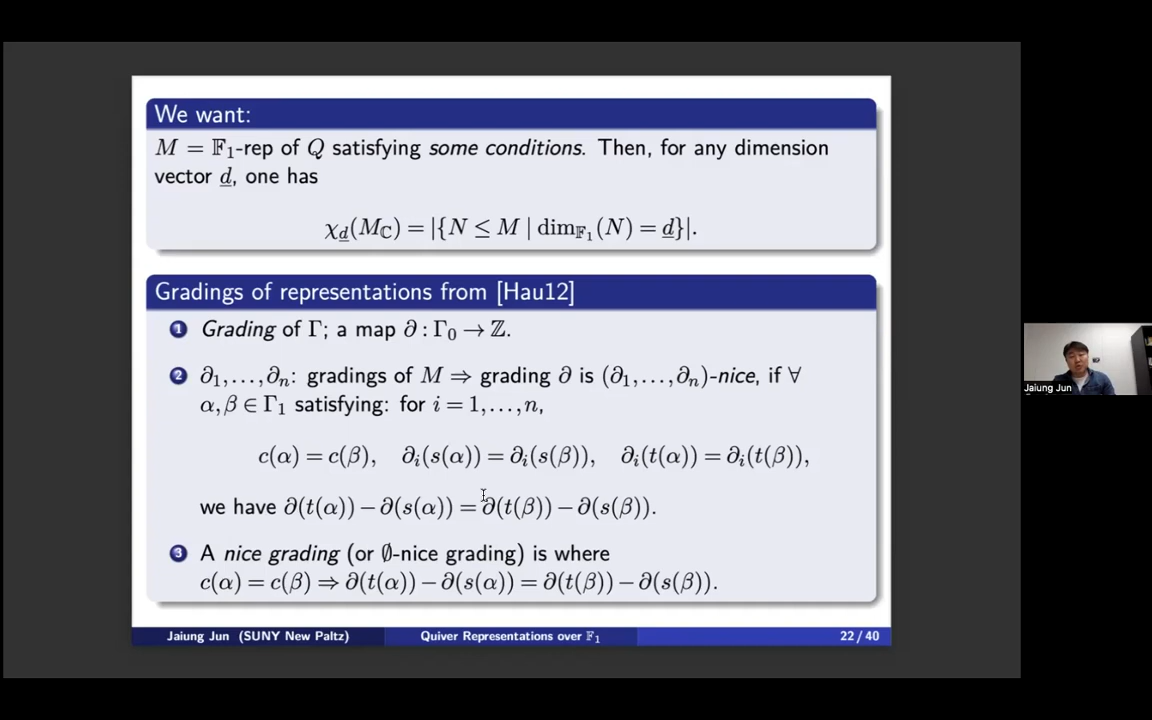 We want:
M = 𝔽₁-rep of Q satisfying some conditions. Then, for any dimension
vector d̲, one has
χ_d̲(M_ℂ) = |{N ≤ M | dim_𝔽₁(N) = d̲}|.
Gradings of representations from [Hau12]
1 Grading of Γ; a map ∂ : Γ₀ → ℤ.
2 ∂₁, …, ∂ₙ: gradings of M ⇒ grading ∂ is (∂₁, …, ∂ₙ)-nice, if ∀
α, β ∈ Γ₁ satisfying: for i = 1, …, n,
c(α) = c(β), ∂ᵢ(s(α)) = ∂ᵢ(s(β)), ∂ᵢ(t(α)) = ∂ᵢ(t(β)),
we have ∂(t(α)) − ∂(s(α)) = ∂(t(β)) − ∂(s(β)).
3 A nice grading (or ∅-nice grading) is where
c(α) = c(β) ⇒ ∂(t(α)) − ∂(s(α)) = ∂(t(β)) − ∂(s(β)).
Jaiung Jun (SUNY New Paltz) Quiver Representations over 𝔽₁ 22 / 40
Jaiung Jun